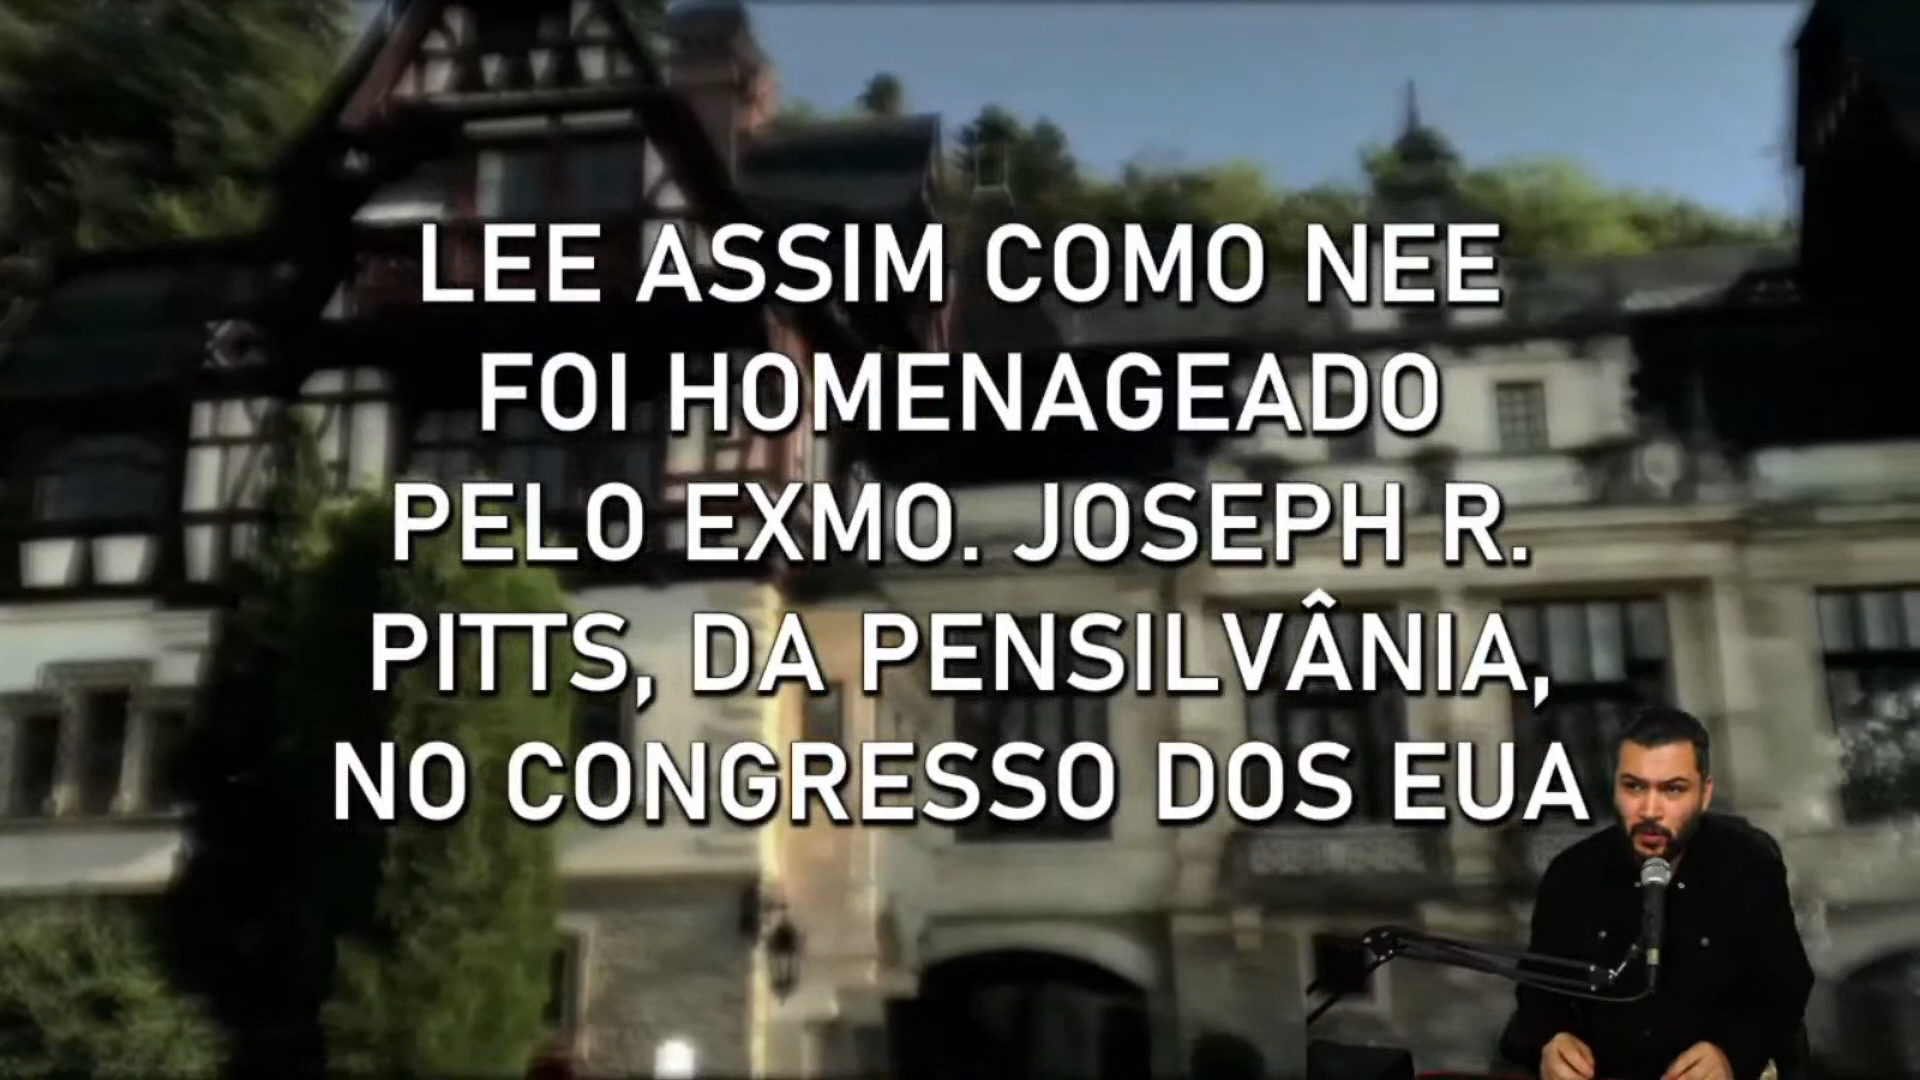 LEE ASSIM COMO NEE
FOI HOMENAGEADO
PELO EXMO. JOSEPH R.
PITTS, DA PENSILVÂNIA,
NO CONGRESSO DOS EUA